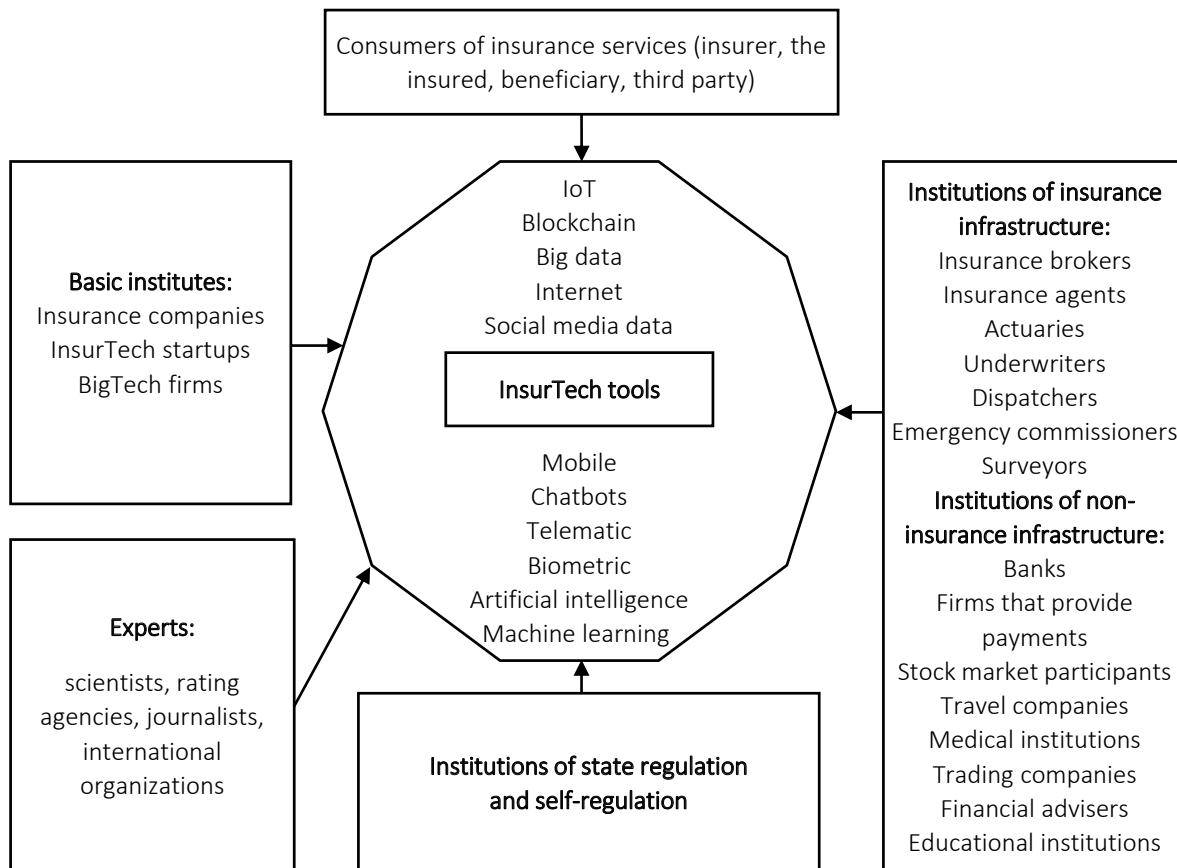 Consumers of insurance services (insurer, the
insured, beneficiary, third party)
Basic institutes:
Insurance companies
InsurTech startups
BigTech firms
Experts:
scientists, rating
agencies, journalists,
international
organizations
IoT
Blockchain
Big data
Internet
Social media data
InsurTech tools
Mobile
Chatbots
Telematic
Biometric
Artificial intelligence
Machine learning
Institutions of state regulation
and self-regulation
Institutions of insurance
infrastructure:
Insurance brokers
Insurance agents
Actuaries
Underwriters
Dispatchers
Emergency commissioners
Surveyors
Institutions of non-
insurance infrastructure:
Banks
Firms that provide
payments
Stock market participants
Travel companies
Medical institutions
Trading companies
Financial advisers
Educational institutions